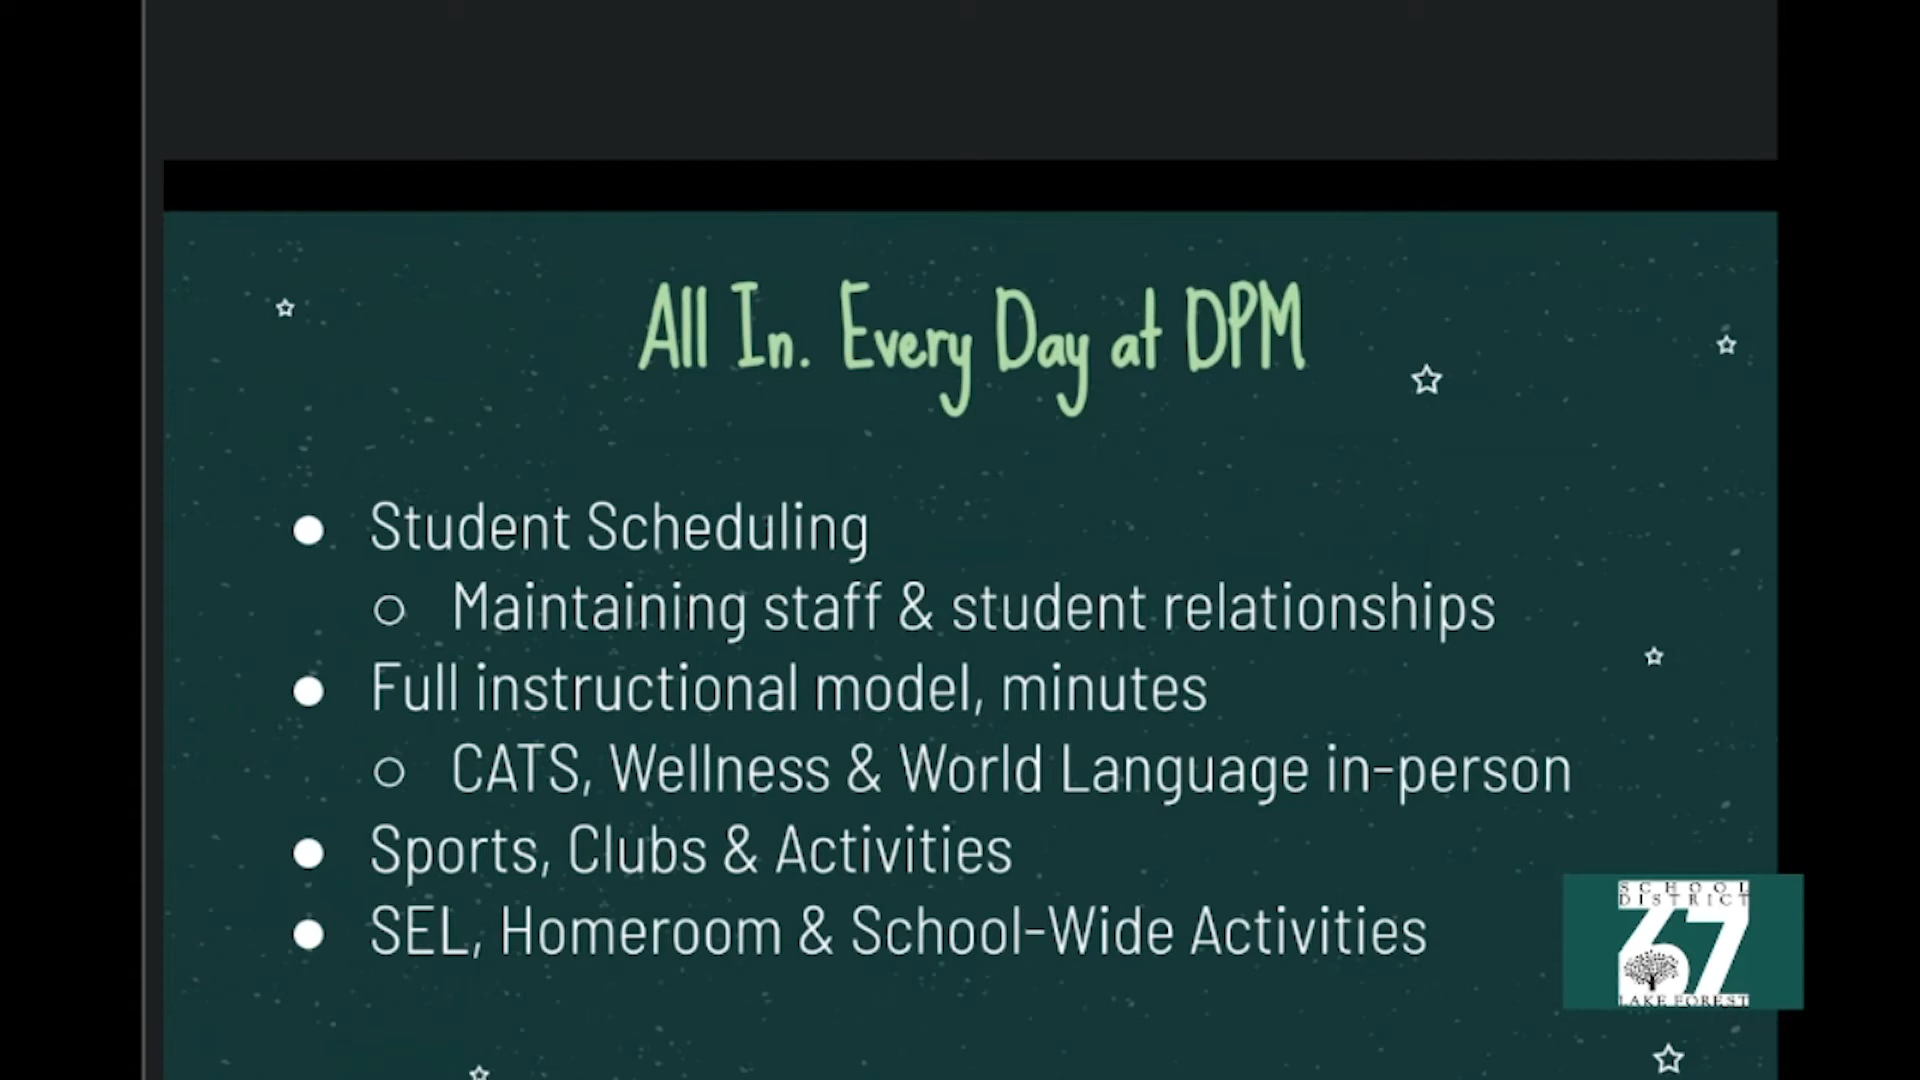 All In. Every Day at DPM
Student Scheduling
Maintaining staff & student relationships
Full instructional model, minutes
CATS, Wellness & World Language in-person
Sports, Clubs & Activities
SEL, Homeroom & School-Wide Activities
SCHOOL
DISTRICT
67
LAKE FOREST